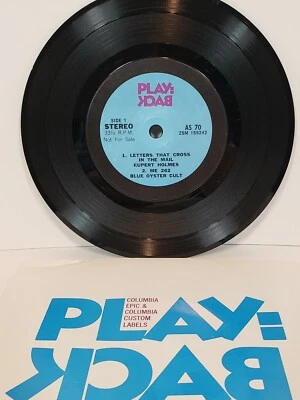 PLAY:
BACK
SIDE 1
STEREO
33⅓ R.P.M.
Not For Sale
AS 70
ZSM 158242
1. LETTERS THAT CROSS
IN THE MAIL
RUPERT HOLMES
2. ME 262
BLUE OYSTER CULT
COLUMBIA
EPIC &
COLUMBIA
CUSTOM
LABELS
PLAY:
BACK